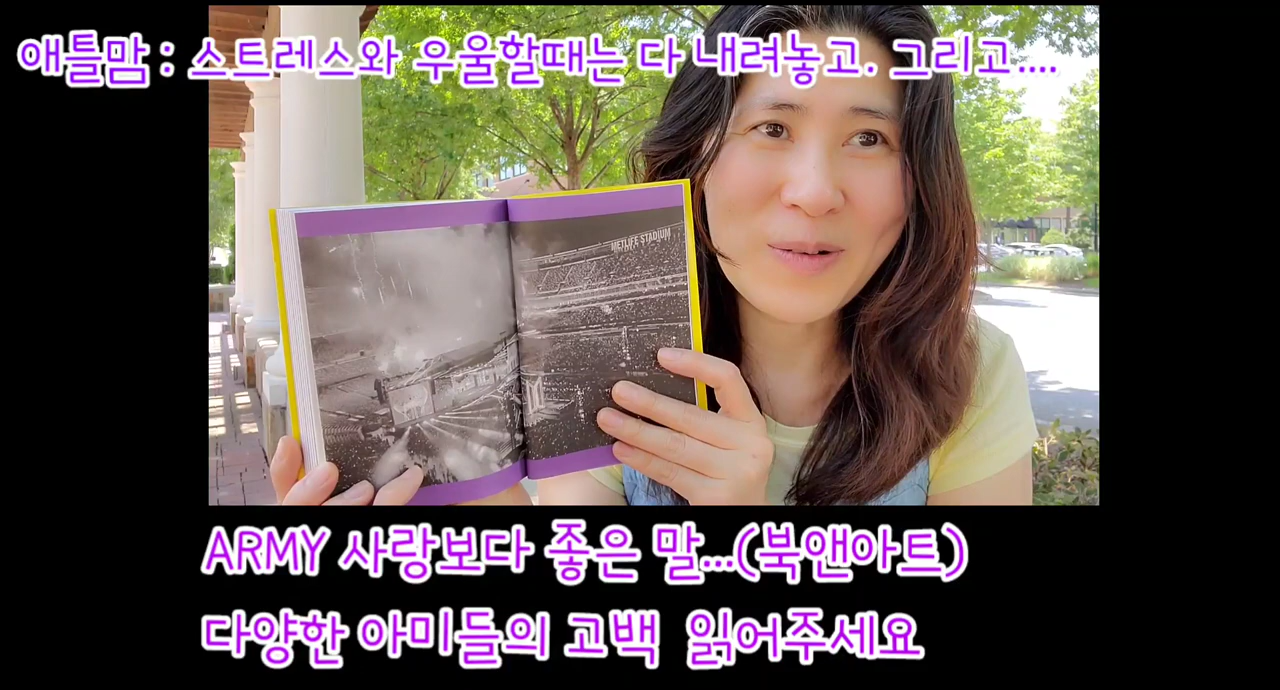 애틀맘 : 스트레스와 우울할때는 다 내려놓고. 그리고....
METLIFE STADIUM
ARMY 사랑보다 좋은 말...(북앤아트)
다양한 아미들의 고백 읽어주세요